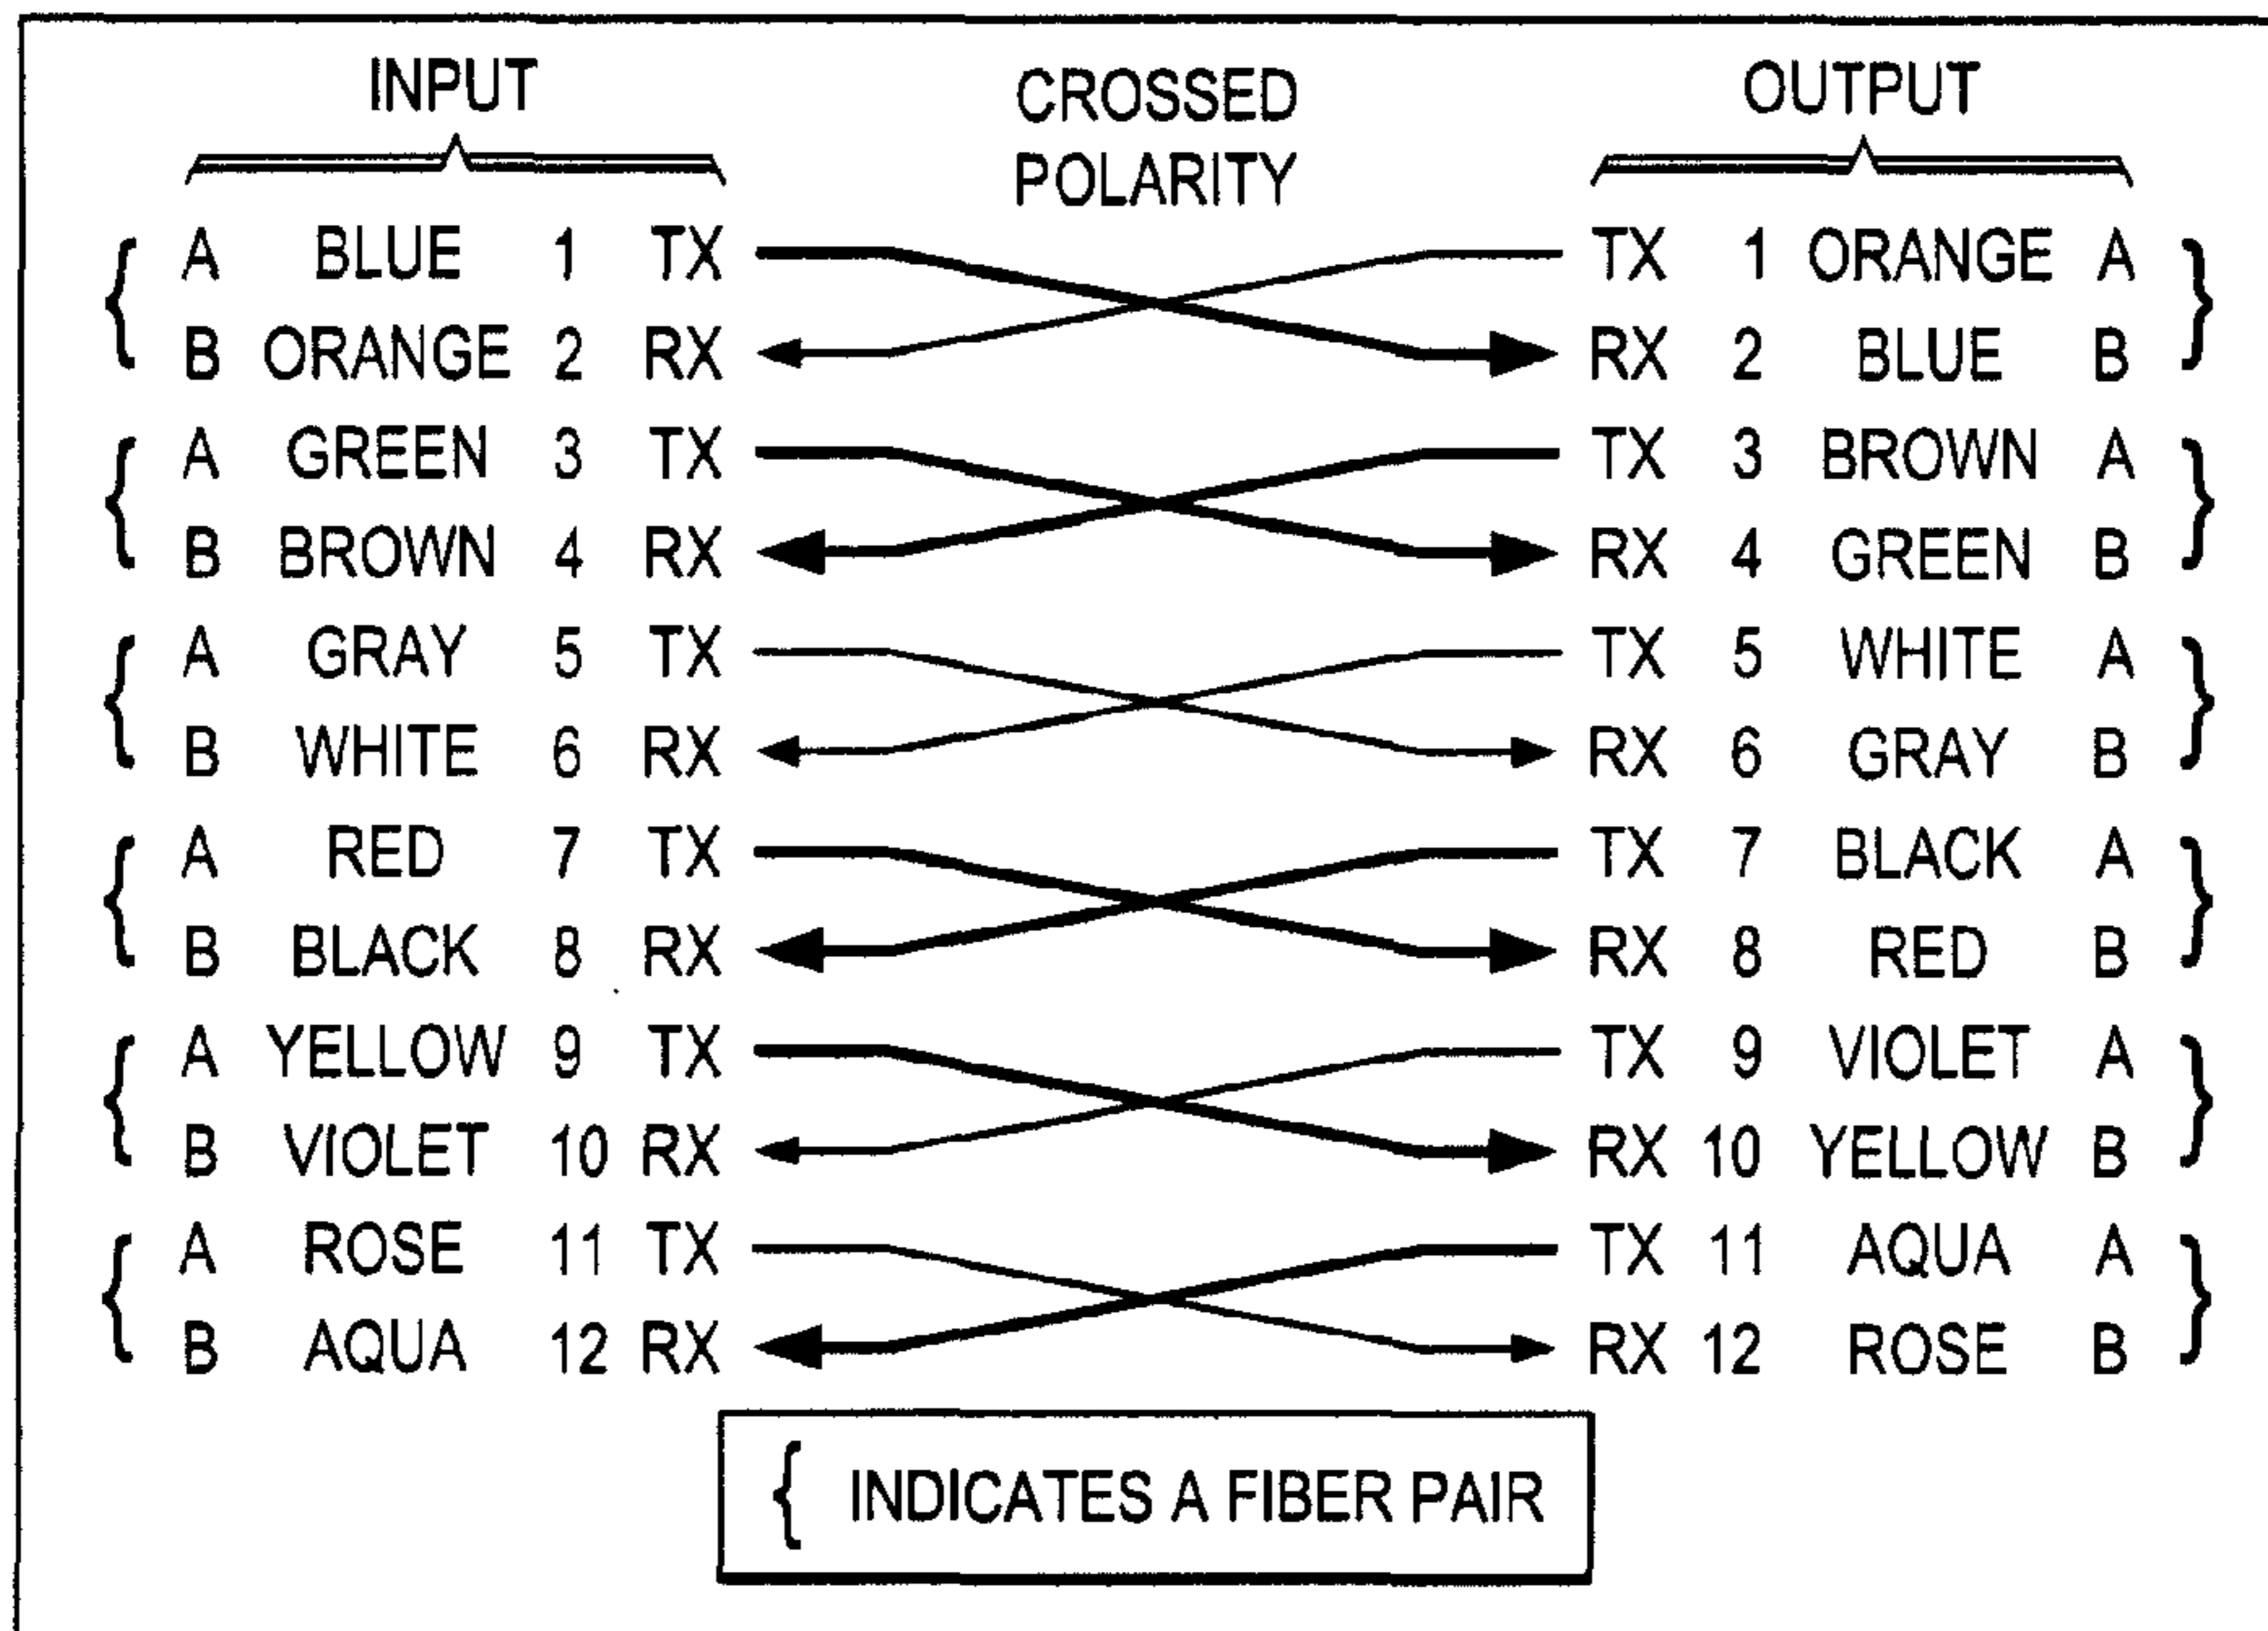 INPUT CROSSED POLARITY OUTPUT
A BLUE 1 TX TX 1 ORANGE A
B ORANGE 2 RX RX 2 BLUE B
A GREEN 3 TX TX 3 BROWN A
B BROWN 4 RX RX 4 GREEN B
A GRAY 5 TX TX 5 WHITE A
B WHITE 6 RX RX 6 GRAY B
A RED 7 TX TX 7 BLACK A
B BLACK 8 RX RX 8 RED B
A YELLOW 9 TX TX 9 VIOLET A
B VIOLET 10 RX RX 10 YELLOW B
A ROSE 11 TX TX 11 AQUA A
B AQUA 12 RX RX 12 ROSE B
{ INDICATES A FIBER PAIR